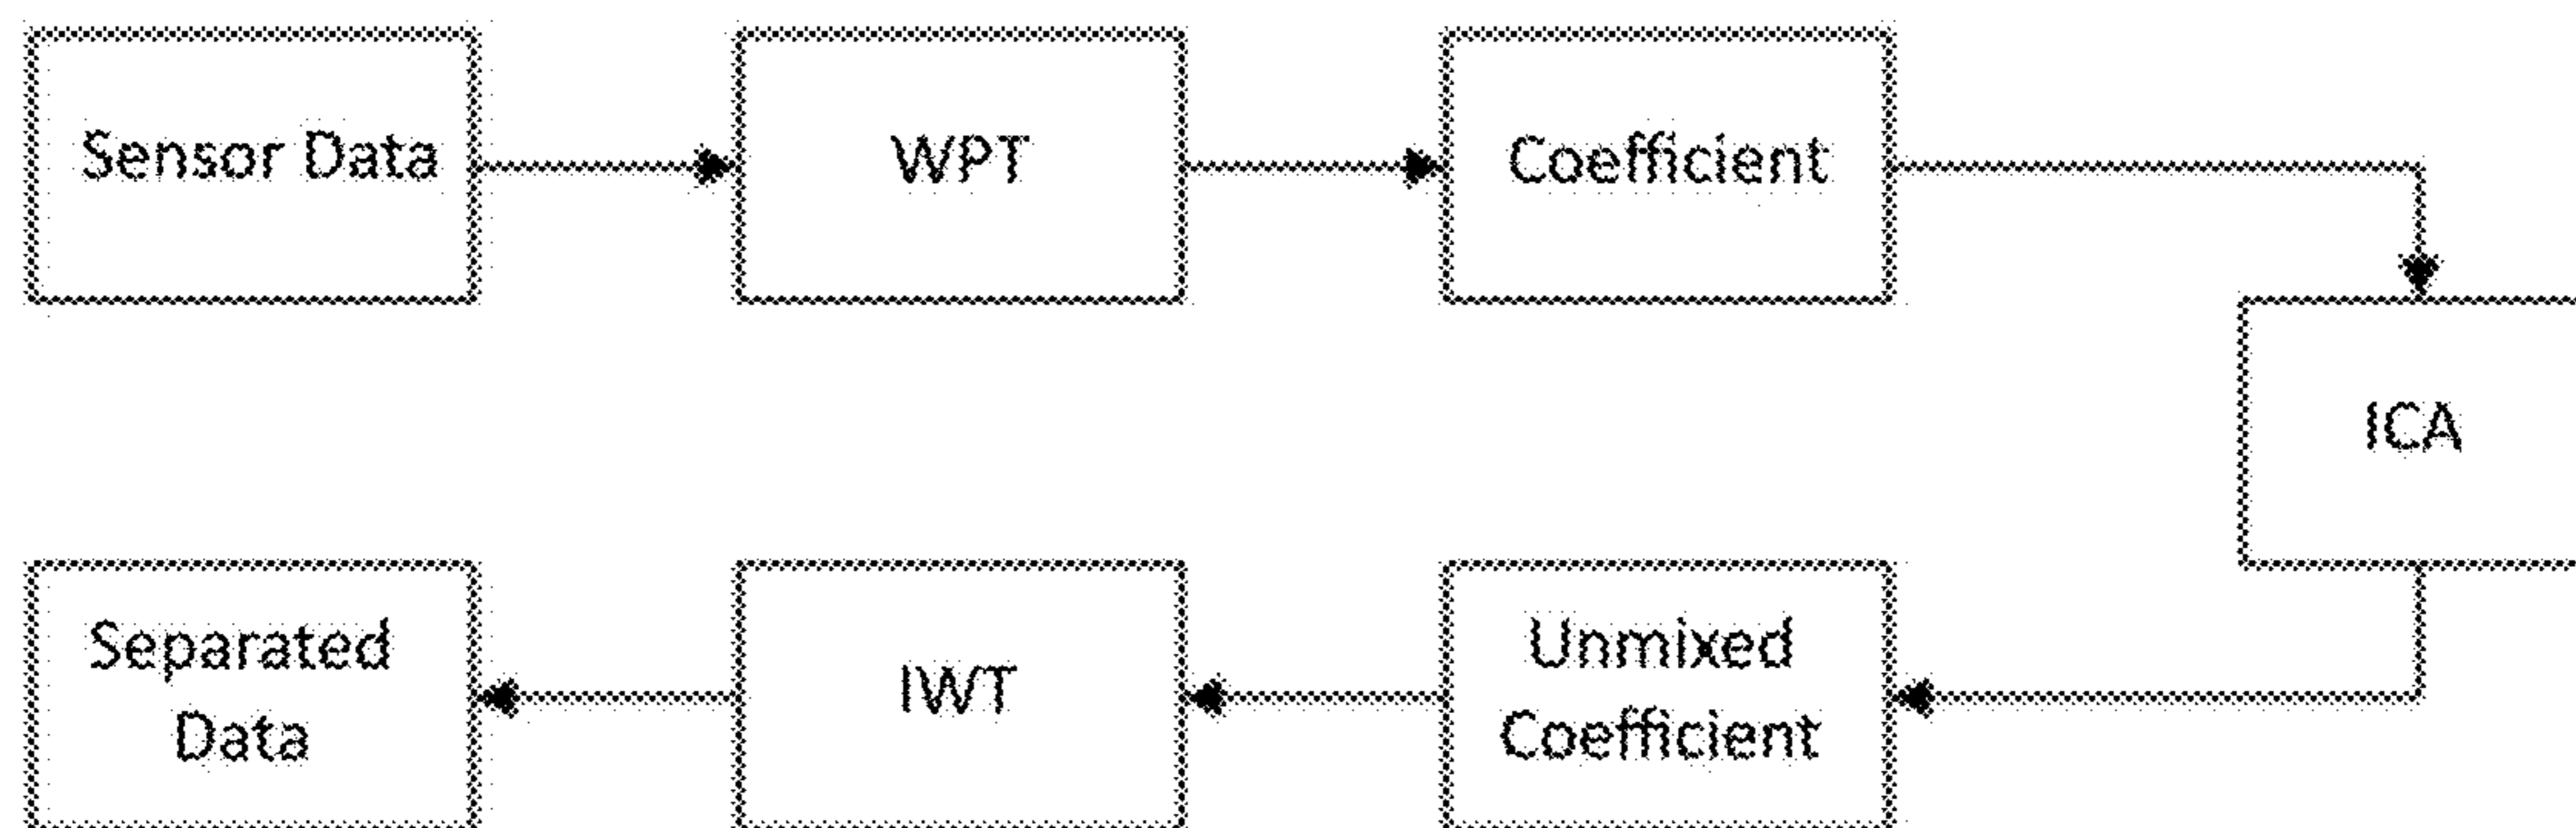 Sensor Data
WPT
Coefficient
ICA
Unmixed
Coefficient
IWT
Separated
Data